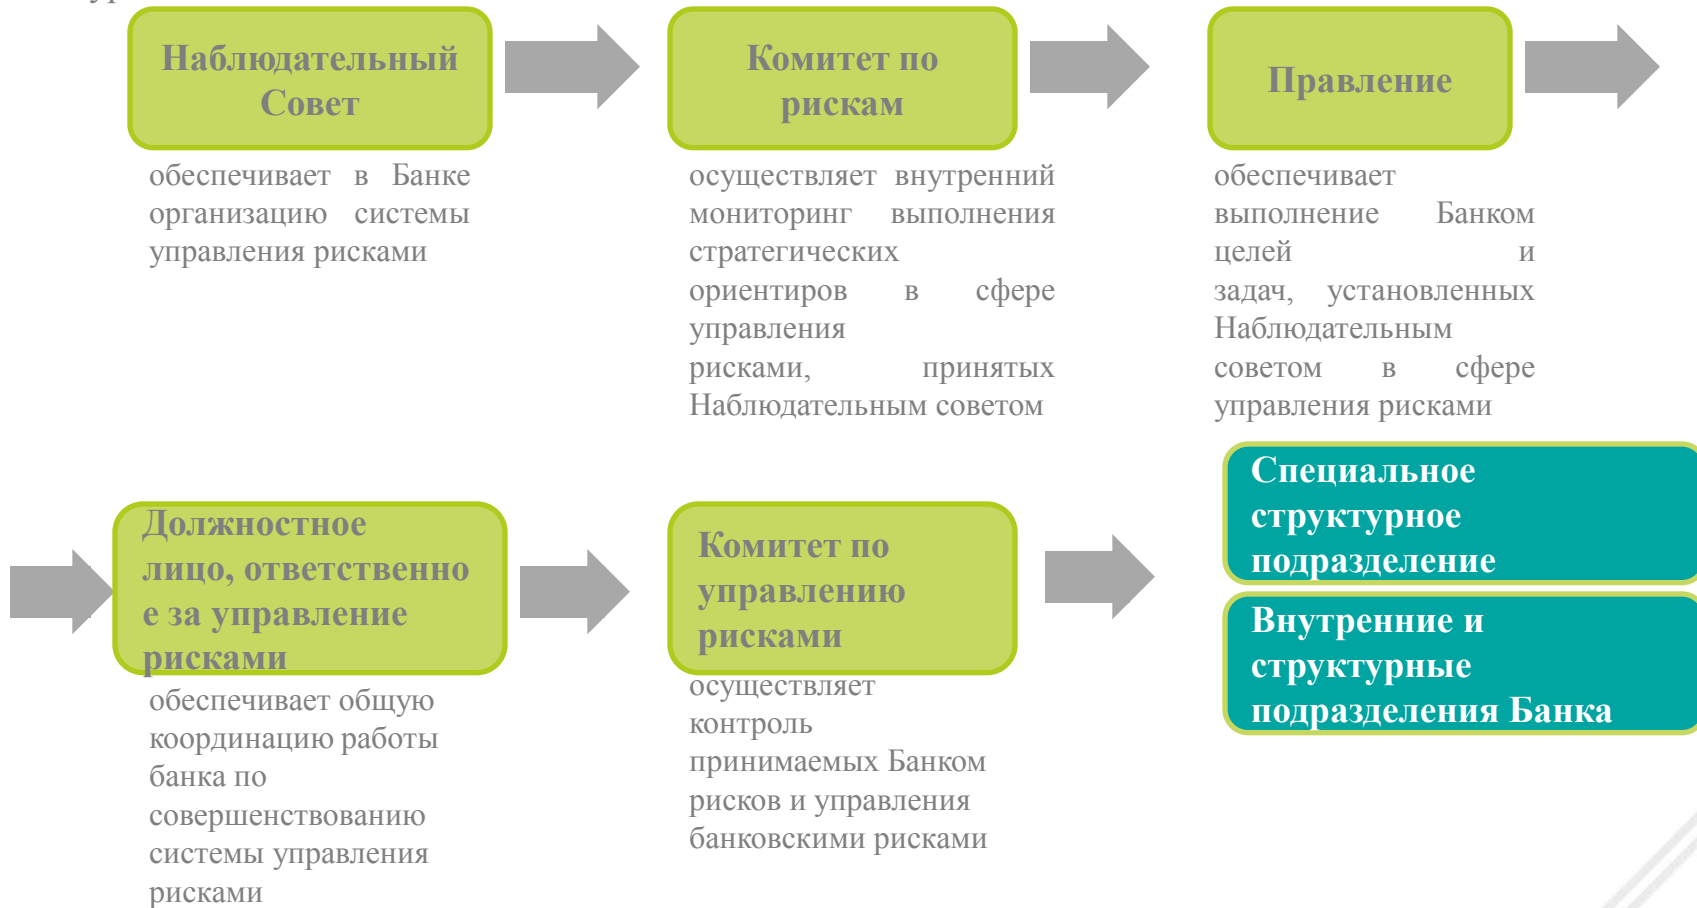 Наблюдательный
Совет
Комитет по
рискам
Правление
обеспечивает в Банке
организацию системы
управления рисками
осуществляет внутренний
мониторинг выполнения
стратегических
ориентиров в сфере
управления
рисками, принятых
Наблюдательным советом
обеспечивает
выполнение Банком
целей и
задач, установленных
Наблюдательным
советом в сфере
управления рисками
Должностное
лицо, ответственно
е за управление
рисками
Комитет по
управлению
рисками
Специальное
структурное
подразделение
Внутренние и
структурные
подразделения Банка
обеспечивает общую
координацию работы
банка по
совершенствованию
системы управления
рисками
осуществляет
контроль
принимаемых Банком
рисков и управления
банковскими рисками